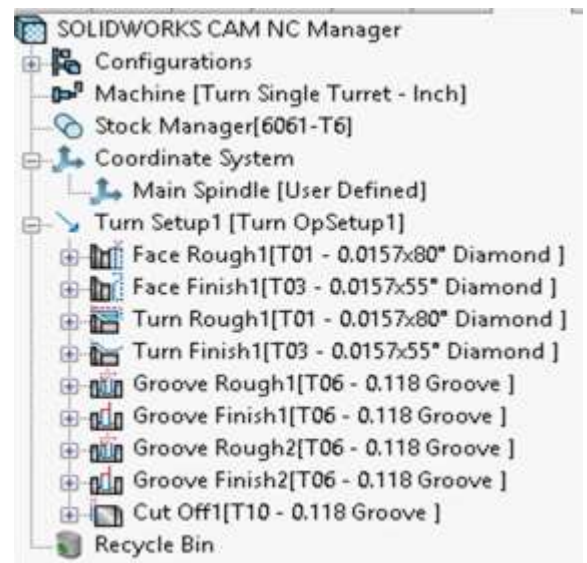 SOLIDWORKS CAM NC Manager
Configurations
Machine [Turn Single Turret - Inch]
Stock Manager[6061-T6]
Coordinate System
Main Spindle [User Defined]
Turn Setup1 [Turn OpSetup1]
Face Rough1[T01 - 0.0157x80° Diamond ]
Face Finish1[T03 - 0.0157x55° Diamond ]
Turn Rough1[T01 - 0.0157x80° Diamond ]
Turn Finish1[T03 - 0.0157x55° Diamond ]
Groove Rough1[T06 - 0.118 Groove ]
Groove Finish1[T06 - 0.118 Groove ]
Groove Rough2[T06 - 0.118 Groove ]
Groove Finish2[T06 - 0.118 Groove ]
Cut Off1[T10 - 0.118 Groove ]
Recycle Bin